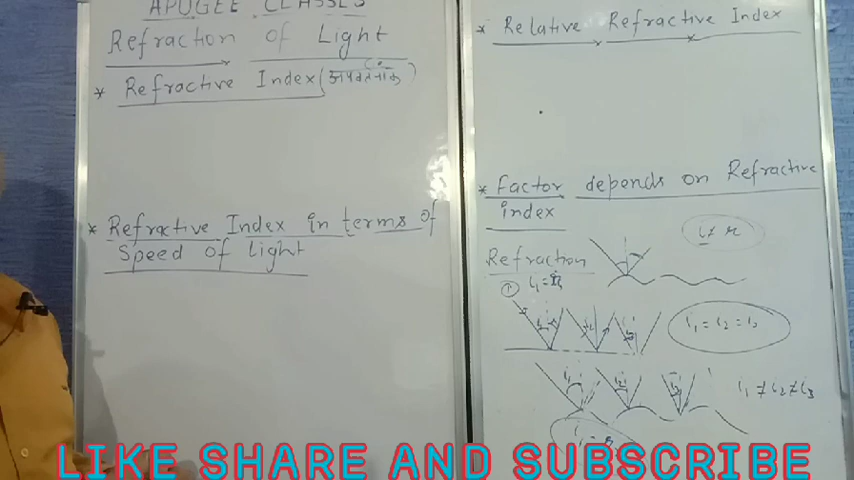 APOGEE CLASSES
Refraction of Light
* Refractive Index (अपवर्तनांक)
* Refractive Index in terms of
Speed of light
* Relative Refractive Index
* Factor depends on Refractive
index
i ≠ r
Refraction
i₁ = i₂ = i₃
i₁ ≠ i₂ ≠ i₃
LIKE SHARE AND SUBSCRIBE